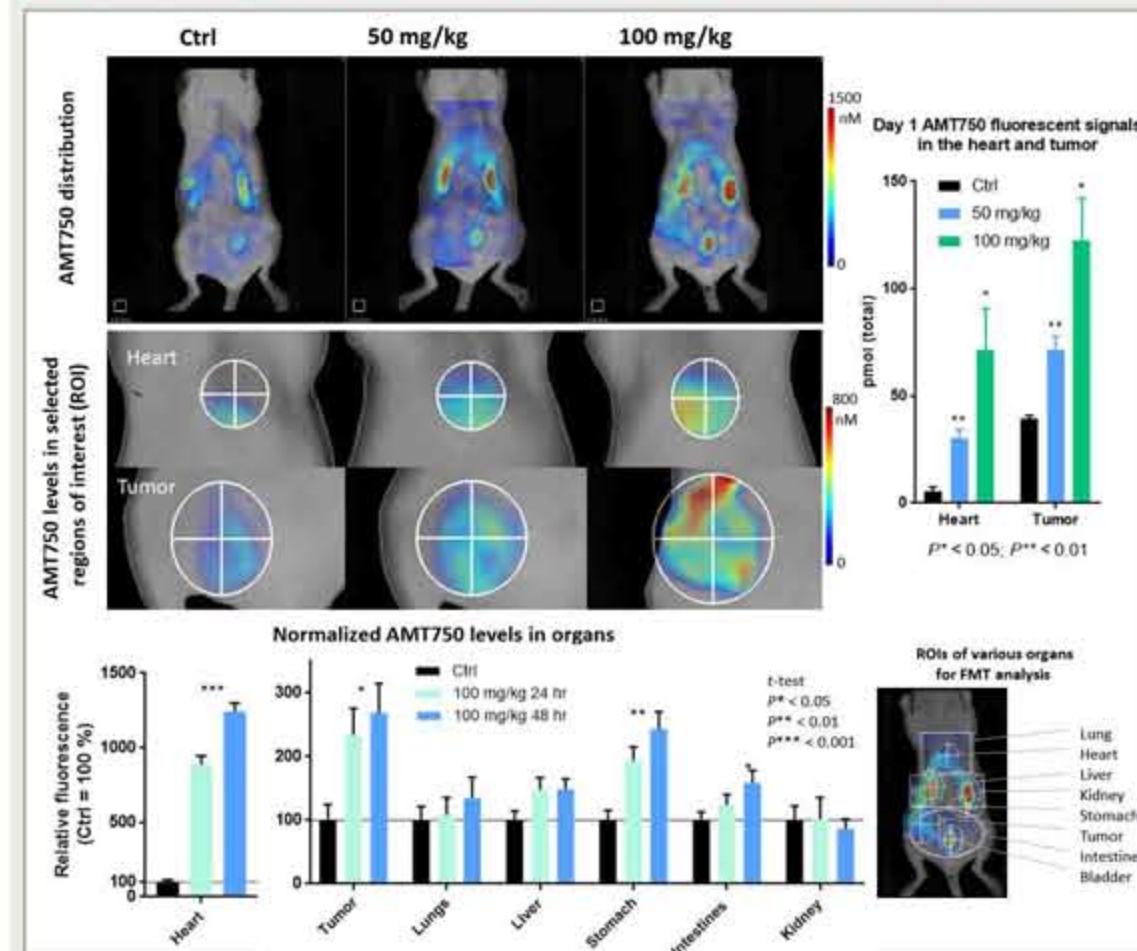 Ctrl
50 mg/kg
100 mg/kg
AMT750 distribution
1500
nM
0
Day 1 AMT750 fluorescent signals
in the heart and tumor
150
100
50
0
pmol (total)
Ctrl
50 mg/kg
100 mg/kg
**
*
**
*
Heart
Tumor
P* < 0.05; P** < 0.01
AMT750 levels in selected
regions of interest (ROI)
Heart
Tumor
800
nM
0
Normalized AMT750 levels in organs
Relative fluorescence
(Ctrl = 100 %)
1500
1000
500
100
0
***
Heart
300
200
100
0
Ctrl
100 mg/kg 24 hr
100 mg/kg 48 hr
*
**
*
t-test
P* < 0.05
P** < 0.01
P*** < 0.001
Tumor
Lungs
Liver
Stomach
Intestines
Kidney
ROIs of various organs
for FMT analysis
Lung
Heart
Liver
Kidney
Stomach
Tumor
Intestine
Bladder